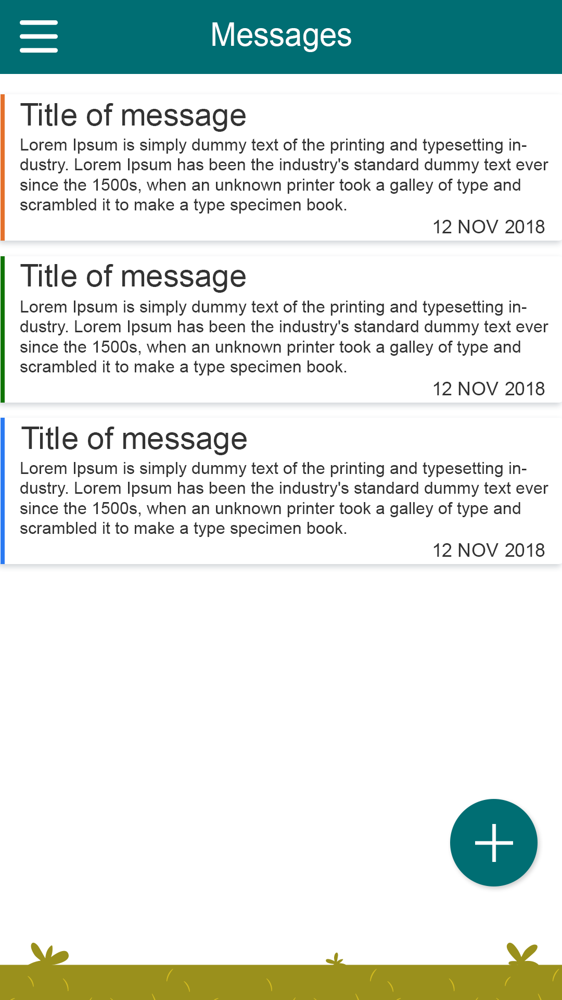 Messages
Title of message
Lorem Ipsum is simply dummy text of the printing and typesetting in-
dustry. Lorem Ipsum has been the industry's standard dummy text ever
since the 1500s, when an unknown printer took a galley of type and
scrambled it to make a type specimen book.
12 NOV 2018
Title of message
Lorem Ipsum is simply dummy text of the printing and typesetting in-
dustry. Lorem Ipsum has been the industry's standard dummy text ever
since the 1500s, when an unknown printer took a galley of type and
scrambled it to make a type specimen book.
12 NOV 2018
Title of message
Lorem Ipsum is simply dummy text of the printing and typesetting in-
dustry. Lorem Ipsum has been the industry's standard dummy text ever
since the 1500s, when an unknown printer took a galley of type and
scrambled it to make a type specimen book.
12 NOV 2018